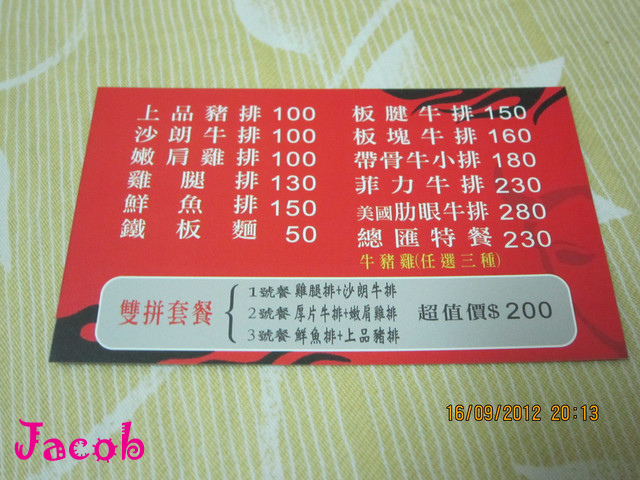 上品豬排 100
沙朗牛排 100
嫩肩雞排 100
雞腿排 130
鮮魚排 150
鐵板麵 50
板腱牛排 150
板塊牛排 160
帶骨牛小排 180
菲力牛排 230
美國肋眼牛排 280
總匯特餐 230
牛豬雞(任選三種)
雙拼套餐
1號餐 雞腿排+沙朗牛排
2號餐 厚片牛排+嫩肩雞排
3號餐 鮮魚排+上品豬排
超值價$ 200
16/09/2012 20:13
Jacob